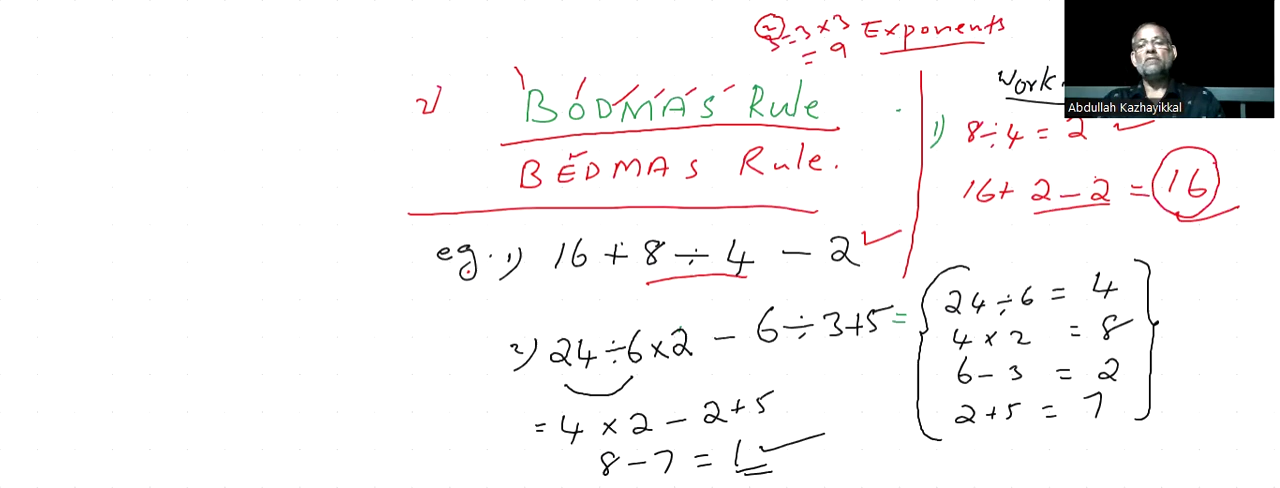 3² = 3 × 3 Exponents
= 9
2) BODMAS Rule
BEDMAS Rule.
Work
Abdullah Kazhayikkal
1) 8 ÷ 4 = 2 ✓
16 + 2 - 2 = 16
eg. 1) 16 + 8 ÷ 4 - 2 ✓
2) 24 ÷ 6 × 2 - 6 ÷ 3 + 5 =
24 ÷ 6 = 4
4 × 2 = 8
6 - 3 = 2
2 + 5 = 7
= 4 × 2 - 2 + 5
8 - 7 = 1 ✓